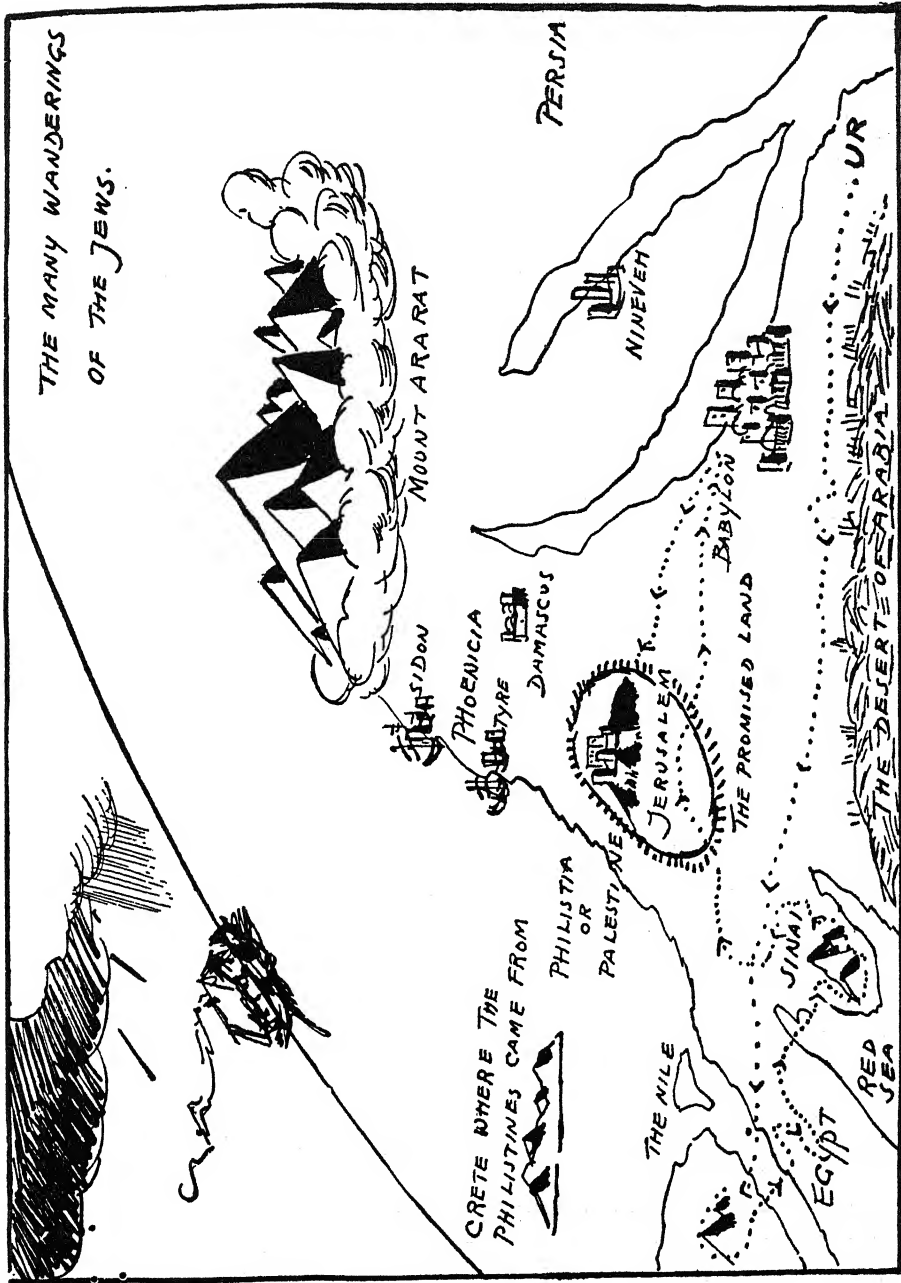 THE MANY WANDERINGS
OF THE JEWS.
PERSIA
MOUNT ARARAT
NINEVEH
UR
SIDON
PHOENICIA
TYRE
DAMASCUS
BABYLON
JERUSALEM
THE PROMISED LAND
THE DESERT OF ARABIA
CRETE WHERE THE
PHILISTINES CAME FROM
PHILISTIA
OR
PALESTINE
THE NILE
SINAI
EGYPT
RED
SEA